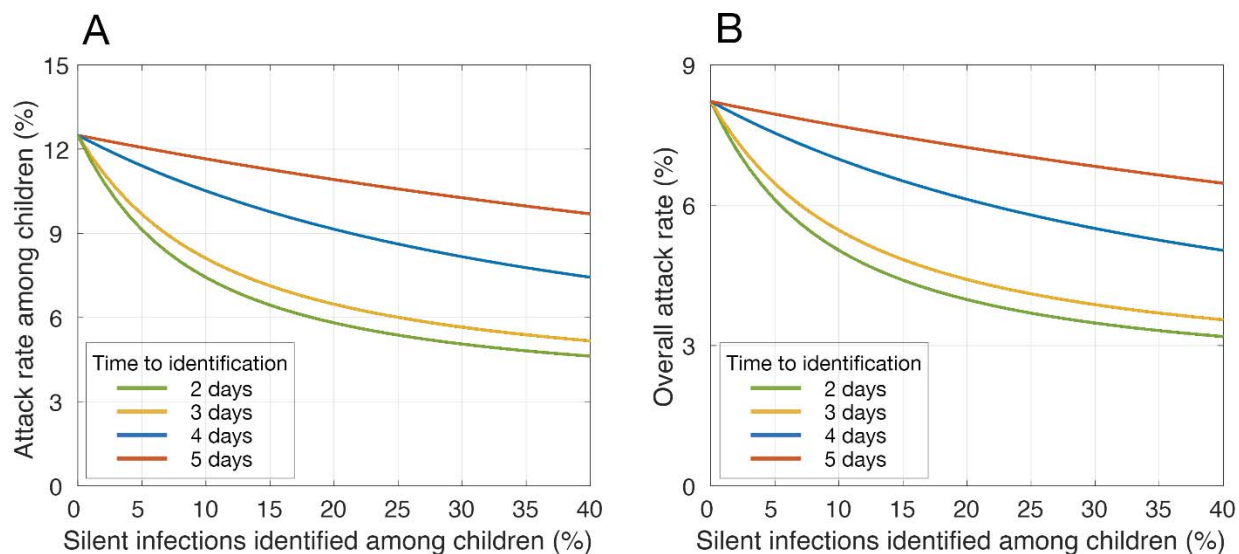 A
Attack rate among children (%)
15
12
9
6
3
0
Time to identification
2 days
3 days
4 days
5 days
0 5 10 15 20 25 30 35 40
Silent infections identified among children (%)
B
Overall attack rate (%)
9
6
3
0
Time to identification
2 days
3 days
4 days
5 days
0 5 10 15 20 25 30 35 40
Silent infections identified among children (%)